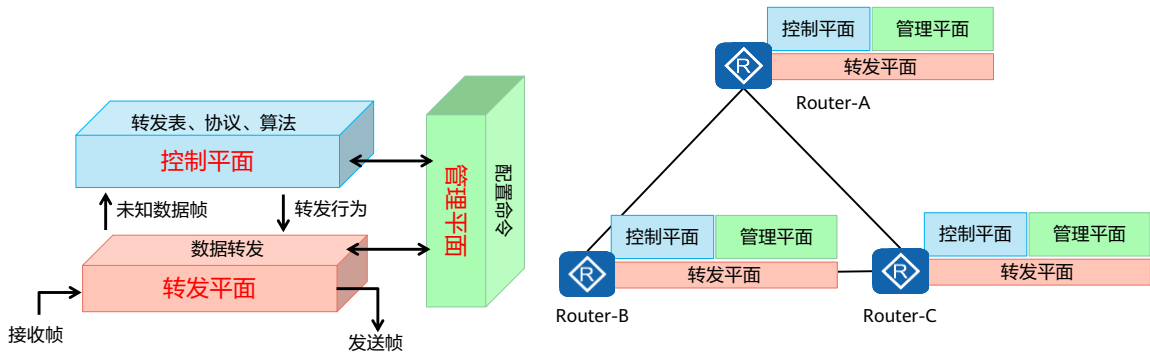 转发表、协议、算法
控制平面
未知数据帧
转发行为
数据转发
转发平面
接收帧
发送帧
管理平面
配置命令
控制平面
管理平面
转发平面
R
Router-A
控制平面
管理平面
转发平面
R
Router-B
控制平面
管理平面
转发平面
R
Router-C